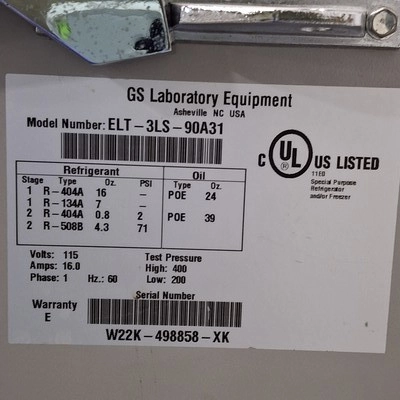 GS Laboratory Equipment
Asheville NC USA
Model Number: ELT-3LS-90A31
C UL US LISTED
11E0
Special Purpose
Refrigerator
and/or Freezer
Refrigerant Oil
Stage Type Oz. PSI Type Oz.
1 R-404A 16 – POE 24
1 R-134A 7 –
2 R-404A 0.8 2 POE 39
2 R-508B 4.3 71
Volts: 115 Test Pressure
Amps: 16.0 High: 400
Phase: 1 Hz.: 60 Low: 200
Serial Number
Warranty
E
W22K-498858-XK